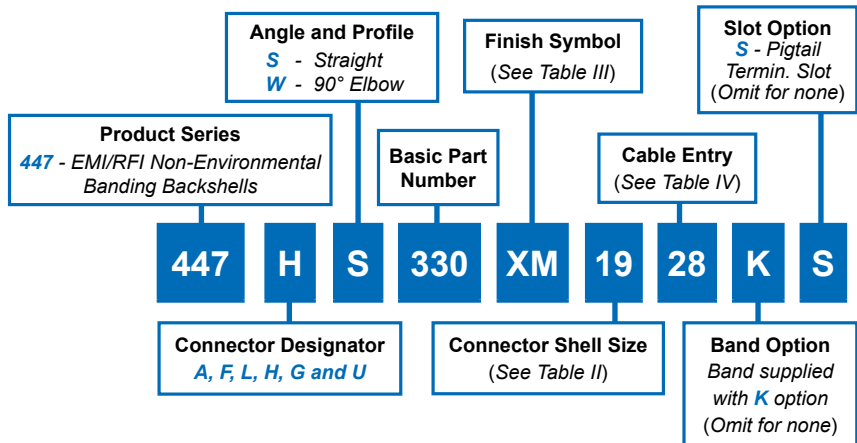 Angle and Profile
S - Straight
W - 90° Elbow
Finish Symbol
(See Table III)
Slot Option
S - Pigtail
Termin. Slot
(Omit for none)
Product Series
447 - EMI/RFI Non-Environmental
Banding Backshells
Basic Part
Number
Cable Entry
(See Table IV)
447 H S 330 XM 19 28 K S
Connector Designator
A, F, L, H, G and U
Connector Shell Size
(See Table II)
Band Option
Band supplied
with K option
(Omit for none)